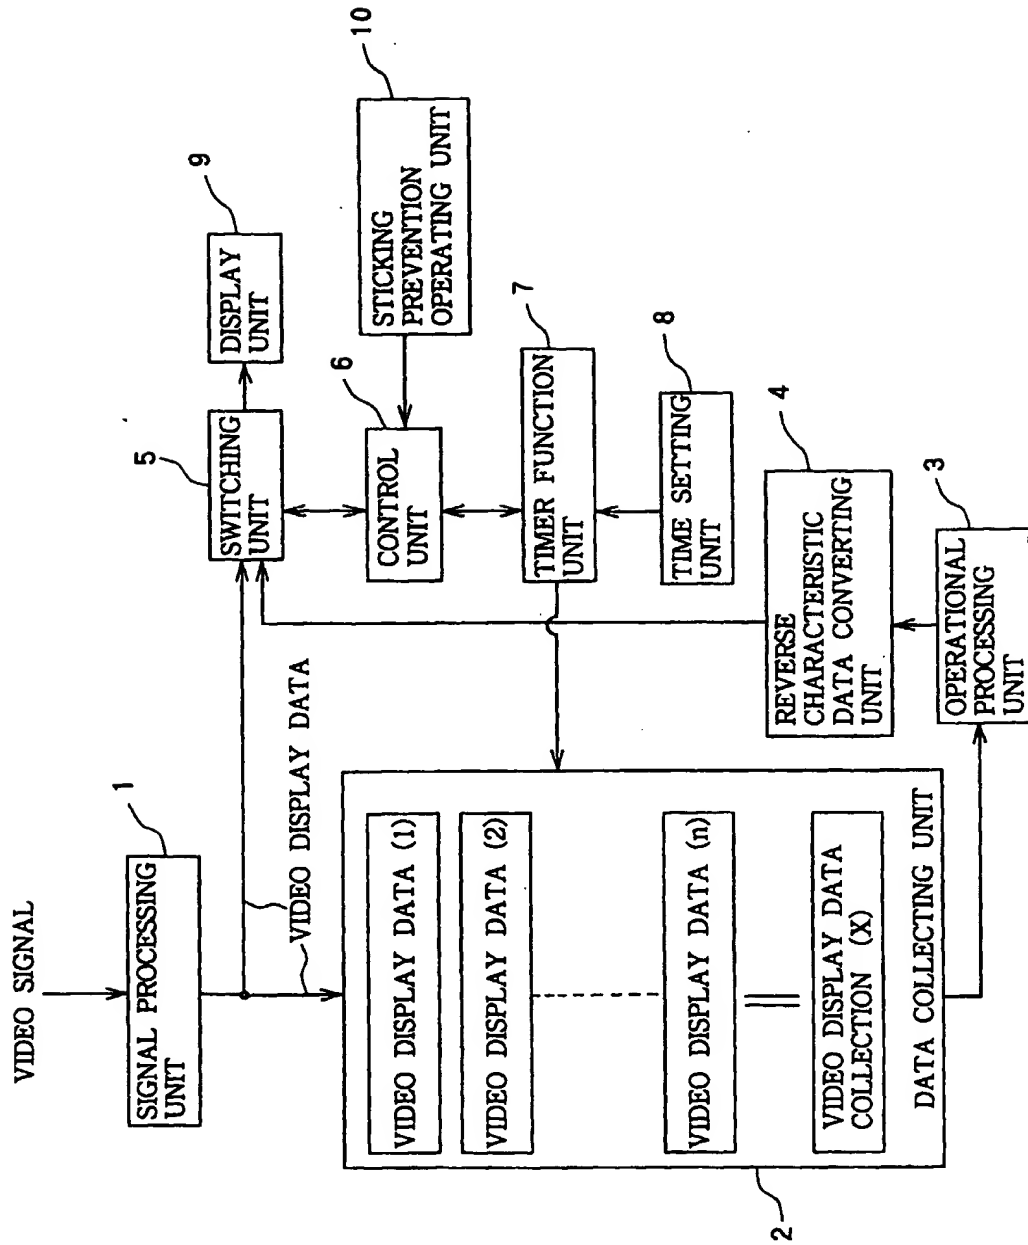 VIDEO SIGNAL
1
SIGNAL PROCESSING
UNIT
VIDEO DISPLAY DATA
5
SWITCHING
UNIT
9
DISPLAY
UNIT
10
STICKING
PREVENTION
OPERATING UNIT
6
CONTROL
UNIT
7
TIMER FUNCTION
UNIT
8
TIME SETTING
UNIT
4
REVERSE
CHARACTERISTIC
DATA CONVERTING
UNIT
3
OPERATIONAL
PROCESSING
UNIT
VIDEO DISPLAY DATA (1)
VIDEO DISPLAY DATA (2)
VIDEO DISPLAY DATA (n)
VIDEO DISPLAY DATA
COLLECTION (X)
DATA COLLECTING UNIT
2